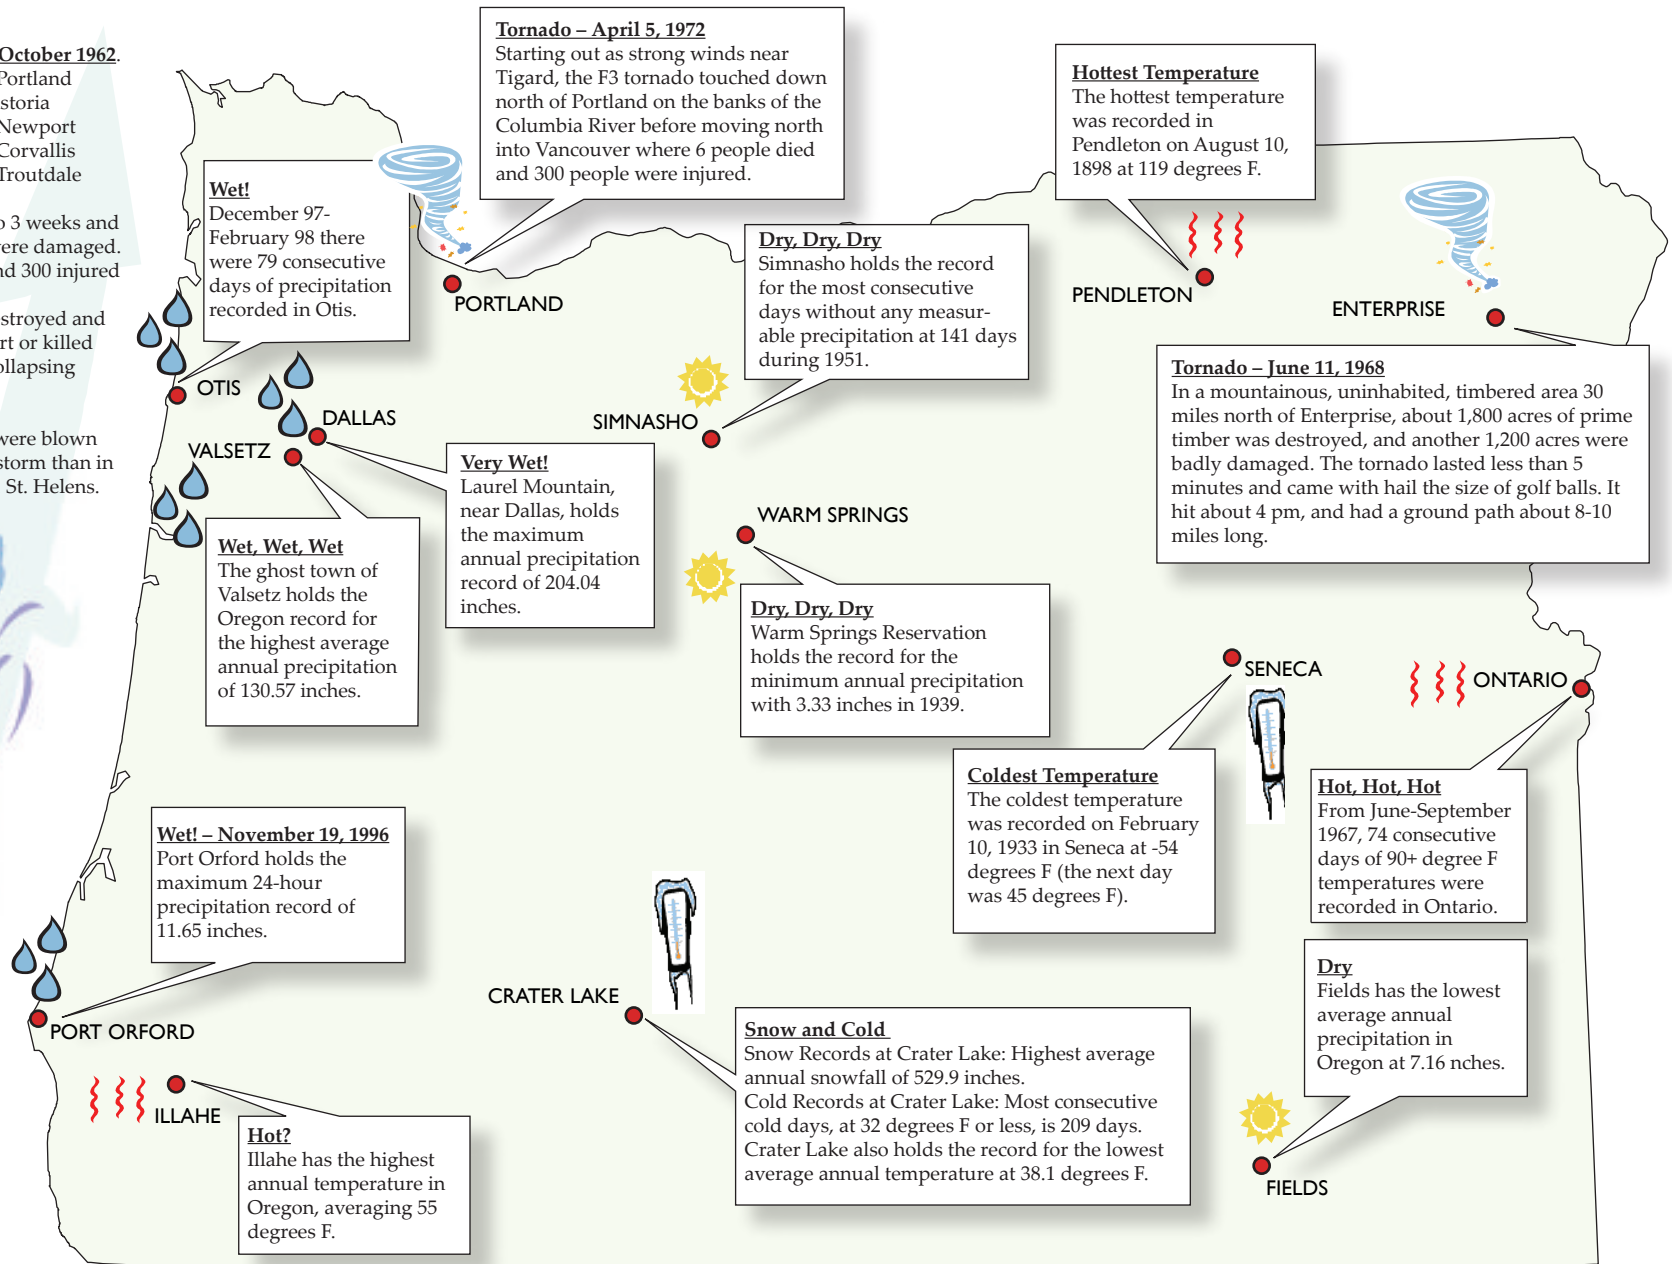 October 1962.
Portland
storia
Newport
Corvallis
Troutdale
o 3 weeks and
were damaged.
nd 300 injured
stroyed and
rt or killed
ollapsing
were blown
storm than in
St. Helens.
Tornado – April 5, 1972
Starting out as strong winds near
Tigard, the F3 tornado touched down
north of Portland on the banks of the
Columbia River before moving north
into Vancouver where 6 people died
and 300 people were injured.
Hottest Temperature
The hottest temperature
was recorded in
Pendleton on August 10,
1898 at 119 degrees F.
Wet!
December 97-
February 98 there
were 79 consecutive
days of precipitation
recorded in Otis.
Dry, Dry, Dry
Simnasho holds the record
for the most consecutive
days without any measur-
able precipitation at 141 days
during 1951.
PORTLAND
PENDLETON
ENTERPRISE
Tornado – June 11, 1968
In a mountainous, uninhabited, timbered area 30
miles north of Enterprise, about 1,800 acres of prime
timber was destroyed, and another 1,200 acres were
badly damaged. The tornado lasted less than 5
minutes and came with hail the size of golf balls. It
hit about 4 pm, and had a ground path about 8-10
miles long.
OTIS
DALLAS
VALSETZ
SIMNASHO
Very Wet!
Laurel Mountain,
near Dallas, holds
the maximum
annual precipitation
record of 204.04
inches.
WARM SPRINGS
Wet, Wet, Wet
The ghost town of
Valsetz holds the
Oregon record for
the highest average
annual precipitation
of 130.57 inches.
Dry, Dry, Dry
Warm Springs Reservation
holds the record for the
minimum annual precipitation
with 3.33 inches in 1939.
SENECA
ONTARIO
Coldest Temperature
The coldest temperature
was recorded on February
10, 1933 in Seneca at -54
degrees F (the next day
was 45 degrees F).
Hot, Hot, Hot
From June-September
1967, 74 consecutive
days of 90+ degree F
temperatures were
recorded in Ontario.
Wet! – November 19, 1996
Port Orford holds the
maximum 24-hour
precipitation record of
11.65 inches.
Dry
Fields has the lowest
average annual
precipitation in
Oregon at 7.16 nches.
CRATER LAKE
PORT ORFORD
Snow and Cold
Snow Records at Crater Lake: Highest average
annual snowfall of 529.9 inches.
Cold Records at Crater Lake: Most consecutive
cold days, at 32 degrees F or less, is 209 days.
Crater Lake also holds the record for the lowest
average annual temperature at 38.1 degrees F.
ILLAHE
Hot?
Illahe has the highest
annual temperature in
Oregon, averaging 55
degrees F.
FIELDS